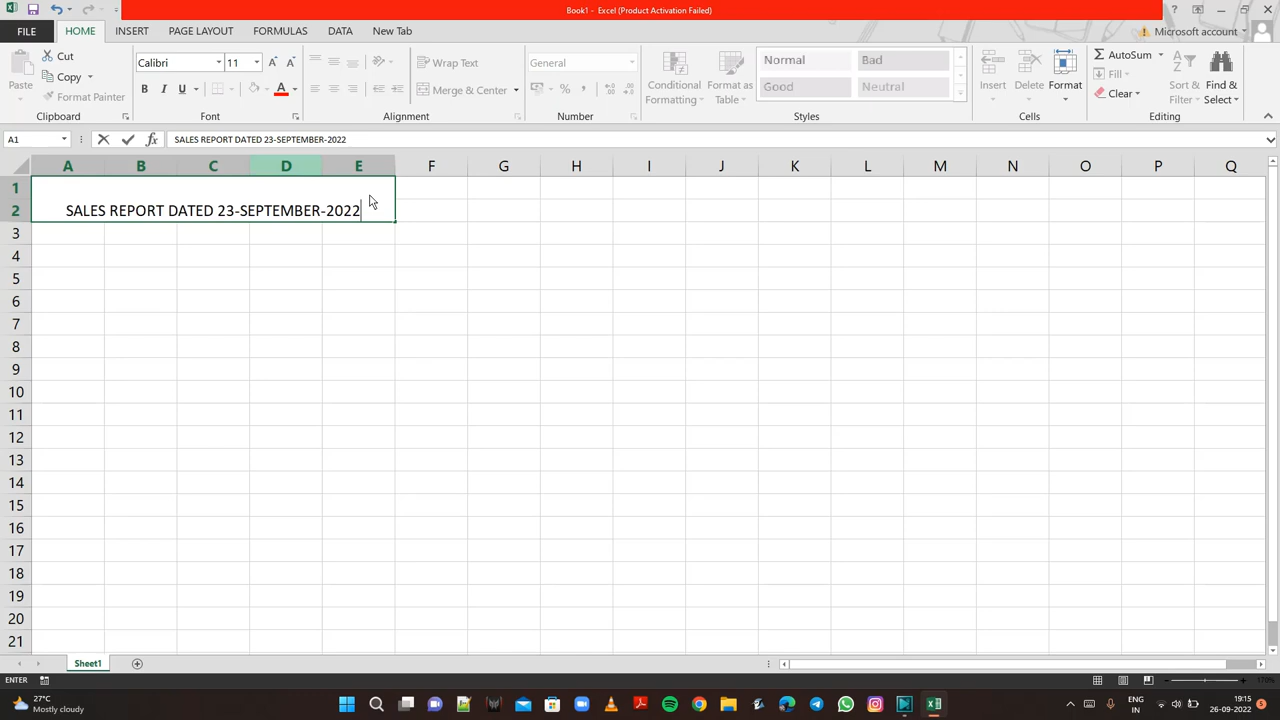 Book1 - Excel (Product Activation Failed)
FILE HOME INSERT PAGE LAYOUT FORMULAS DATA New Tab Microsoft account
Paste Cut Copy Format Painter Clipboard
Calibri 11 B I U A Font
Wrap Text Merge & Center Alignment
General % , Number
Conditional Formatting Format as Table Normal Bad Good Neutral Styles
Insert Delete Format Cells
AutoSum Fill Clear Sort & Filter Find & Select Editing
A1 fx SALES REPORT DATED 23-SEPTEMBER-2022
A B C D E F G H I J K L M N O P Q
1
2 SALES REPORT DATED 23-SEPTEMBER-2022
3
4
5
6
7
8
9
10
11
12
13
14
15
16
17
18
19
20
21
Sheet1
ENTER 170%
27°C
Mostly cloudy
ENG
IN
19:15
26-09-2022
5